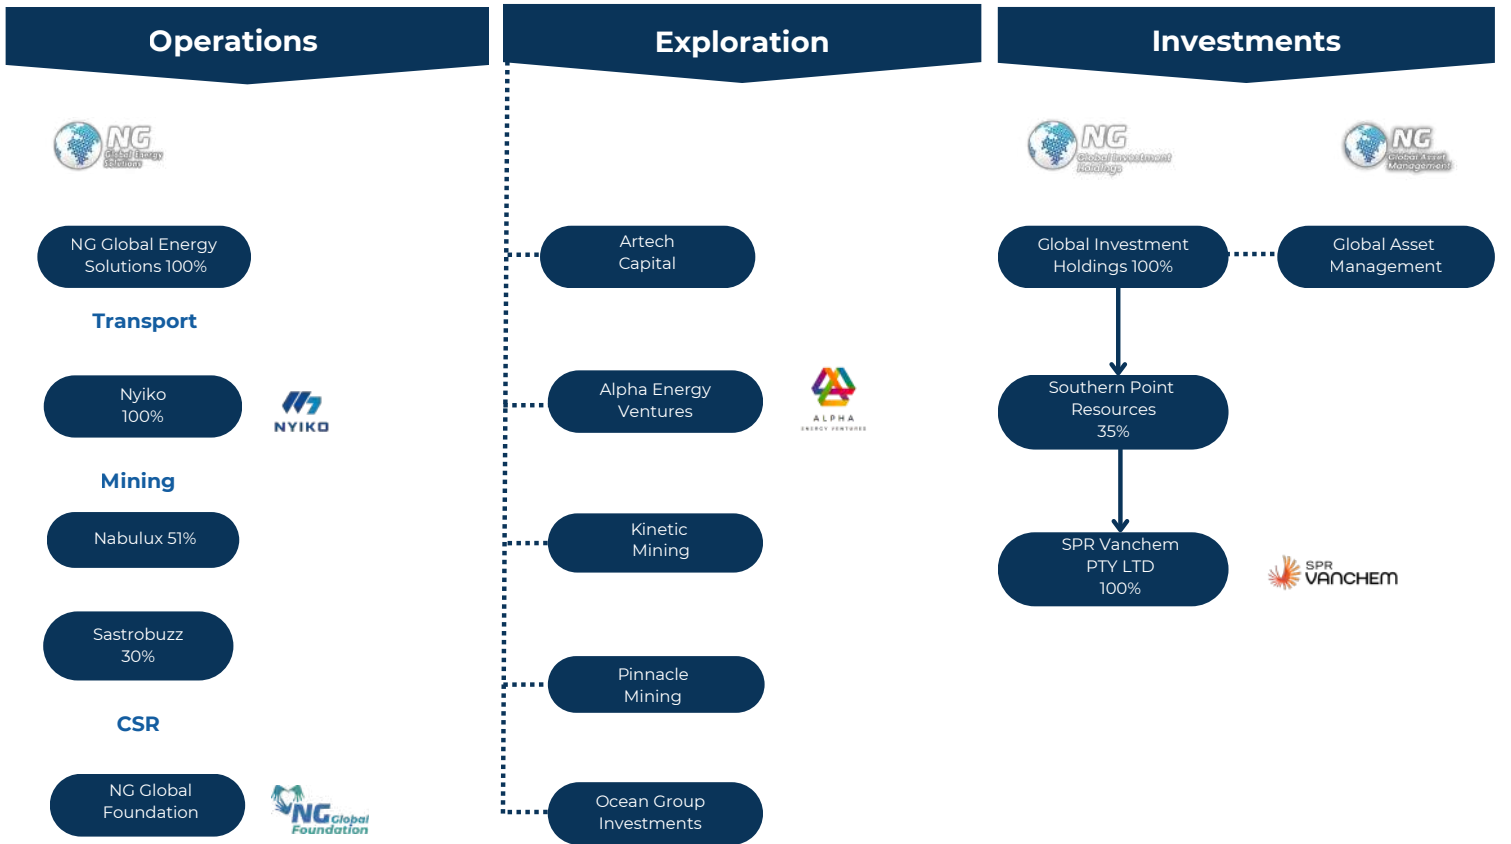 Operations
NG
Global Energy
Solutions
NG Global Energy
Solutions 100%
Transport
Nyiko
100%
NYIKO
Mining
Nabulux 51%
Sastrobuzz
30%
CSR
NG Global
Foundation
NG Global
Foundation
Exploration
Artech
Capital
Alpha Energy
Ventures
ALPHA
ENERGY VENTURES
Kinetic
Mining
Pinnacle
Mining
Ocean Group
Investments
Investments
NG
Global Investment
Holdings
NG
Global Asset
Management
Global Investment
Holdings 100%
Global Asset
Management
Southern Point
Resources
35%
SPR Vanchem
PTY LTD
100%
SPR
VANCHEM